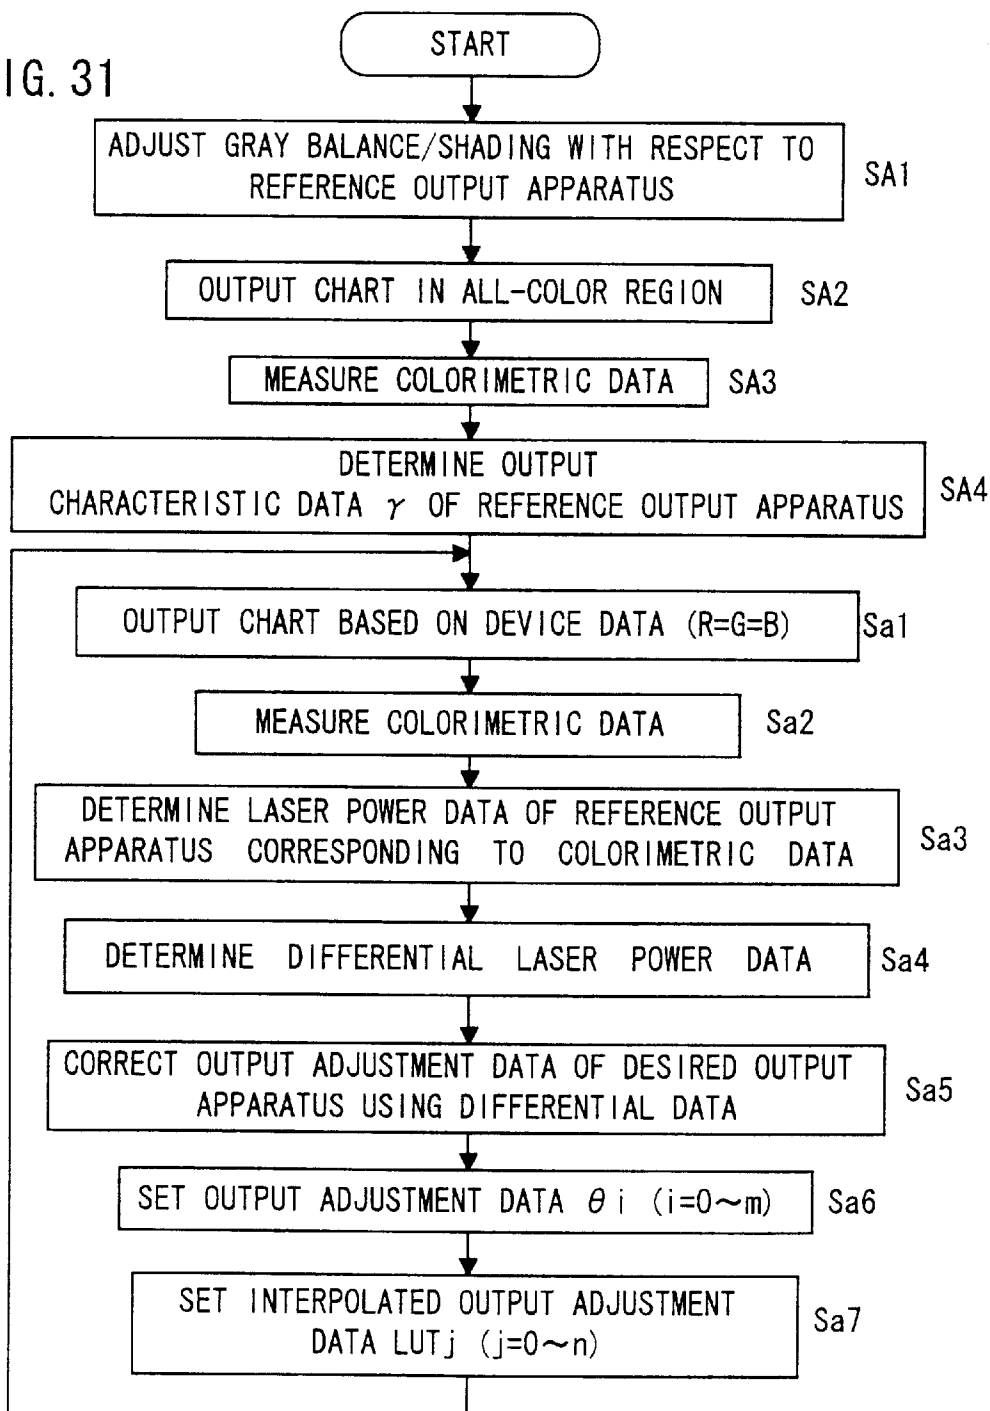 START
IG. 31
ADJUST GRAY BALANCE/SHADING WITH RESPECT TO
REFERENCE OUTPUT APPARATUS
SA1
OUTPUT CHART IN ALL-COLOR REGION
SA2
MEASURE COLORIMETRIC DATA
SA3
DETERMINE OUTPUT
CHARACTERISTIC DATA γ OF REFERENCE OUTPUT APPARATUS
SA4
OUTPUT CHART BASED ON DEVICE DATA (R=G=B)
Sa1
MEASURE COLORIMETRIC DATA
Sa2
DETERMINE LASER POWER DATA OF REFERENCE OUTPUT
APPARATUS CORRESPONDING TO COLORIMETRIC DATA
Sa3
DETERMINE DIFFERENTIAL LASER POWER DATA
Sa4
CORRECT OUTPUT ADJUSTMENT DATA OF DESIRED OUTPUT
APPARATUS USING DIFFERENTIAL DATA
Sa5
SET OUTPUT ADJUSTMENT DATA θi (i=0~m)
Sa6
SET INTERPOLATED OUTPUT ADJUSTMENT
DATA LUTj (j=0~n)
Sa7